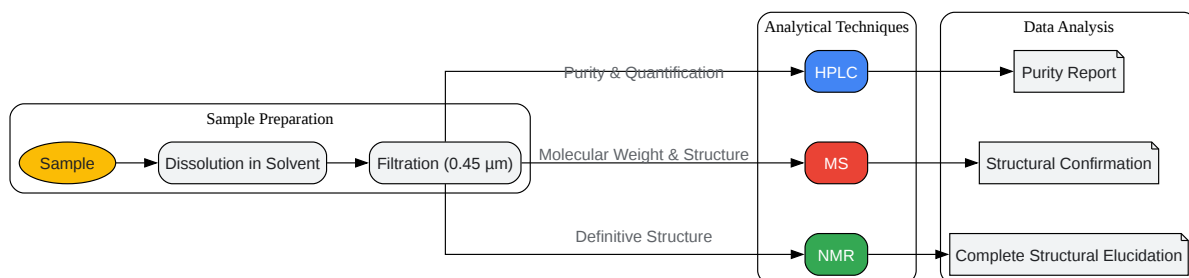 Analytical Techniques
Data Analysis
Purity & Quantification
HPLC
Purity Report
Sample Preparation
Sample
Dissolution in Solvent
Filtration (0.45 µm)
Molecular Weight & Structure
MS
Structural Confirmation
Definitive Structure
NMR
Complete Structural Elucidation